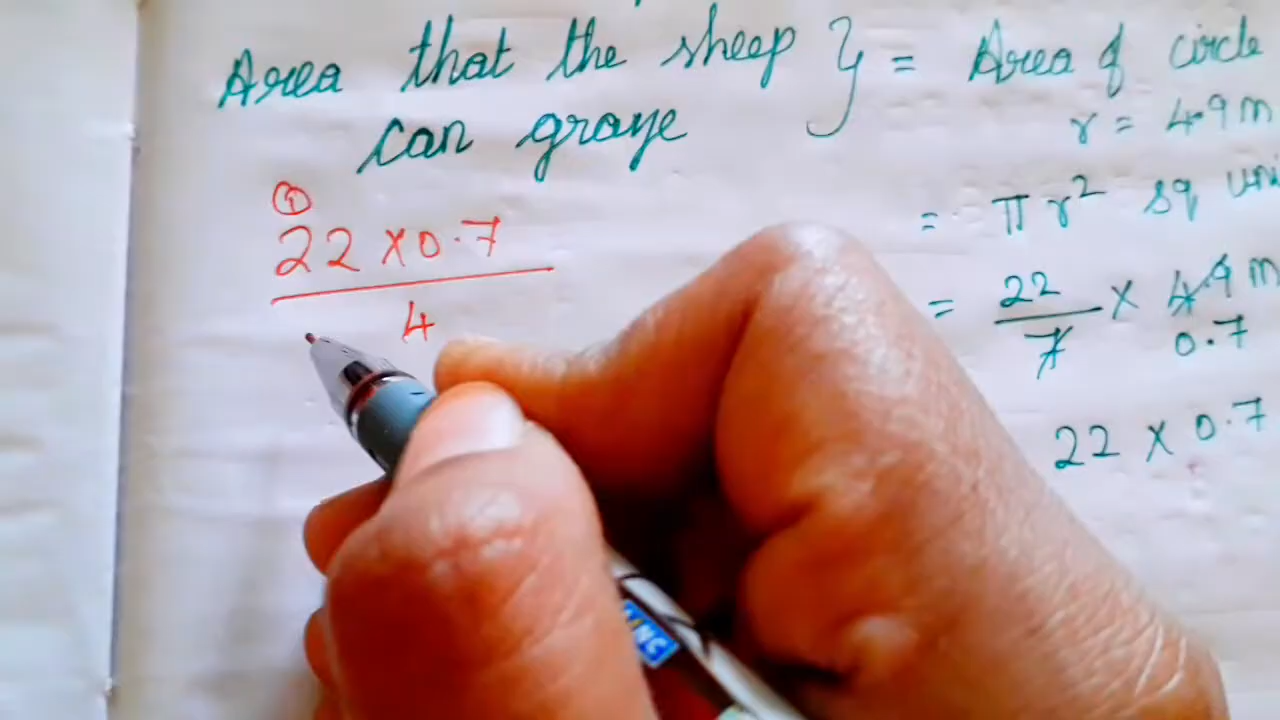 Area that the sheep } = Area of circle
can graze
r = 4.9 m
= π r² sq uni
①
22 × 0.7
4
= 22/7 × 4.9 m
0.7
22 × 0.7